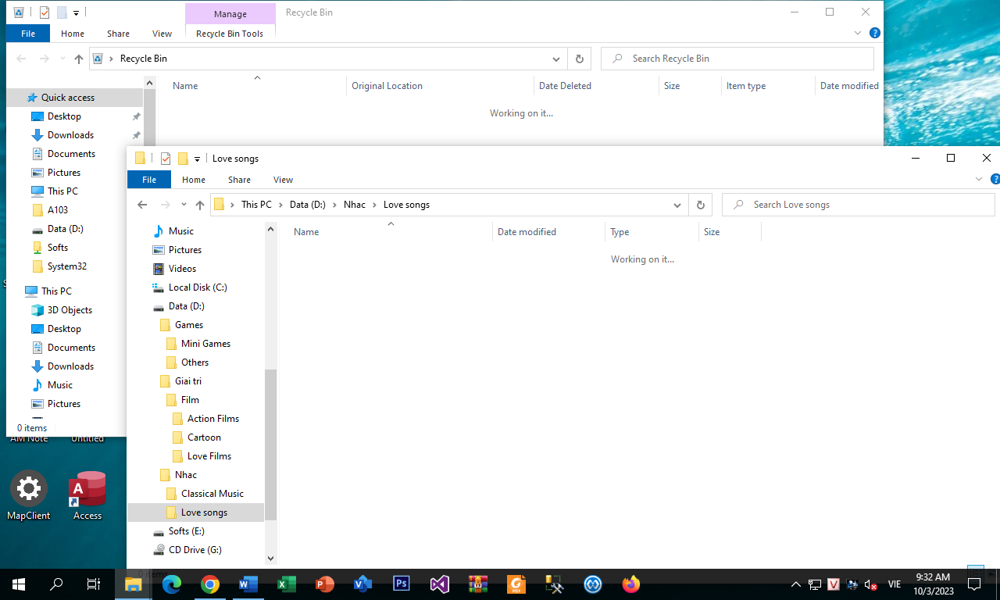 Manage
Recycle Bin
File
Home
Share
View
Recycle Bin Tools
Recycle Bin
Search Recycle Bin
Name
Original Location
Date Deleted
Size
Item type
Date modified
Working on it...
Quick access
Desktop
Downloads
Documents
Pictures
This PC
A103
Data (D:)
Softs
System32
This PC
3D Objects
Desktop
Documents
Downloads
Music
Pictures
0 items
Love songs
File
Home
Share
View
This PC
Data (D:)
Nhac
Love songs
Search Love songs
Name
Date modified
Type
Size
Working on it...
Music
Pictures
Videos
Local Disk (C:)
Data (D:)
Games
Mini Games
Others
Giai tri
Film
Action Films
Cartoon
Love Films
Nhac
Classical Music
Love songs
Softs (E:)
CD Drive (G:)
0 items
AM Note
Untitled
MapClient
Access
VIE
9:32 AM
10/3/2023